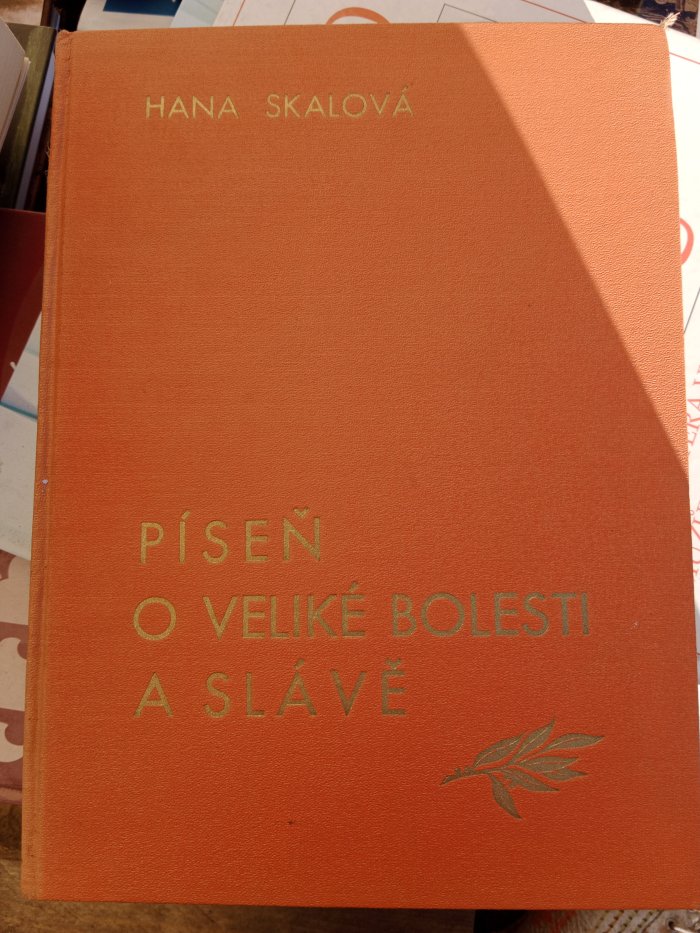 HANA SKALOVÁ
PÍSEŇ
O VELIKÉ BOLESTI
A SLÁVĚ